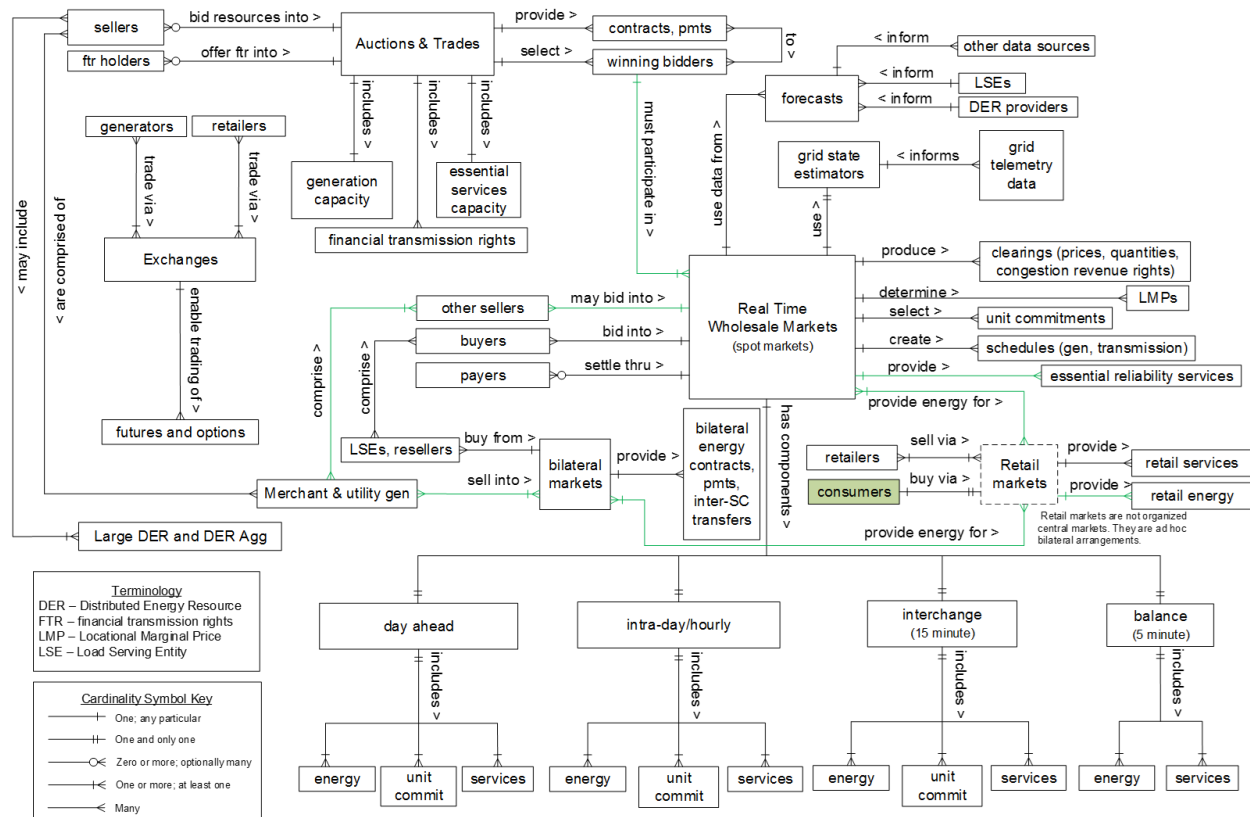 sellers
bid resources into >
Auctions & Trades
provide >
contracts, pmts
ftr holders
offer ftr into >
select >
winning bidders
to >
< inform
other data sources
forecasts
< inform
LSEs
< inform
DER providers
generators
retailers
includes >
includes >
includes >
must participate in >
use data from >
trade via >
trade via >
generation
capacity
essential
services
capacity
grid state
estimators
< informs
grid
telemetry
data
< may include
< are comprised of
financial transmission rights
< use
Exchanges
enable trading of >
Real Time
Wholesale Markets
(spot markets)
produce >
clearings (prices, quantities,
congestion revenue rights)
determine >
LMPs
other sellers
may bid into >
select >
unit commitments
buyers
bid into >
create >
schedules (gen, transmission)
payers
settle thru >
provide >
essential reliability services
comprise >
comprise >
provide energy for >
has components >
futures and options
LSEs, resellers
buy from >
bilateral
markets
provide >
bilateral
energy
contracts,
pmts,
inter-SC
transfers
retailers
sell via >
Retail
markets
provide >
retail services
Merchant & utility gen
sell into >
consumers
buy via >
provide >
retail energy
Retail markets are not organized
central markets. They are ad hoc
bilateral arrangements.
provide energy for >
Large DER and DER Agg
Terminology
DER – Distributed Energy Resource
FTR – financial transmission rights
LMP – Locational Marginal Price
LSE – Load Serving Entity
day ahead
intra-day/hourly
interchange
(15 minute)
balance
(5 minute)
includes >
includes >
includes >
includes >
Cardinality Symbol Key
One; any particular
One and only one
Zero or more; optionally many
One or more; at least one
Many
energy
unit
commit
services
energy
unit
commit
services
energy
unit
commit
services
energy
services